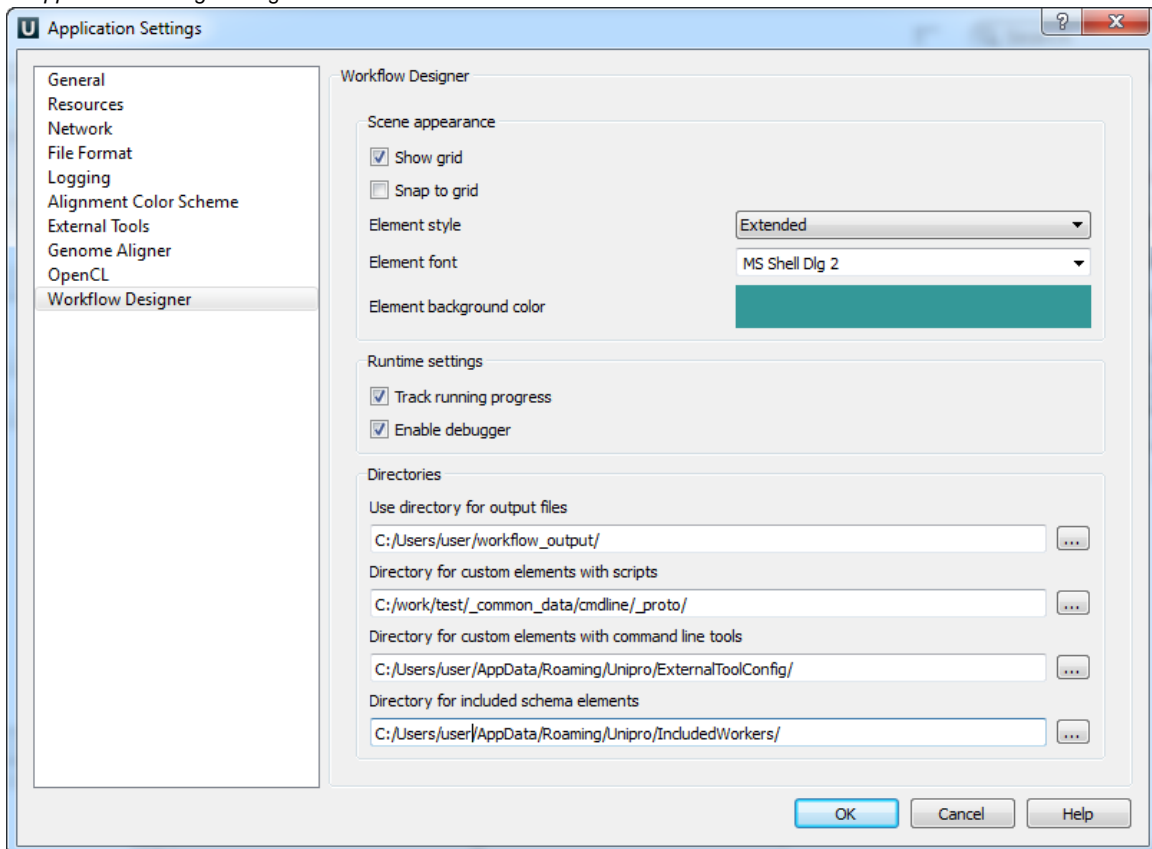 U Application Settings
?
X
General
Resources
Network
File Format
Logging
Alignment Color Scheme
External Tools
Genome Aligner
OpenCL
Workflow Designer
Workflow Designer
Scene appearance
Show grid
Snap to grid
Element style
Extended
Element font
MS Shell Dlg 2
Element background color
Runtime settings
Track running progress
Enable debugger
Directories
Use directory for output files
C:/Users/user/workflow_output/
...
Directory for custom elements with scripts
C:/work/test/_common_data/cmdline/_proto/
...
Directory for custom elements with command line tools
C:/Users/user/AppData/Roaming/Unipro/ExternalToolConfig/
...
Directory for included schema elements
C:/Users/user/AppData/Roaming/Unipro/IncludedWorkers/
...
OK
Cancel
Help